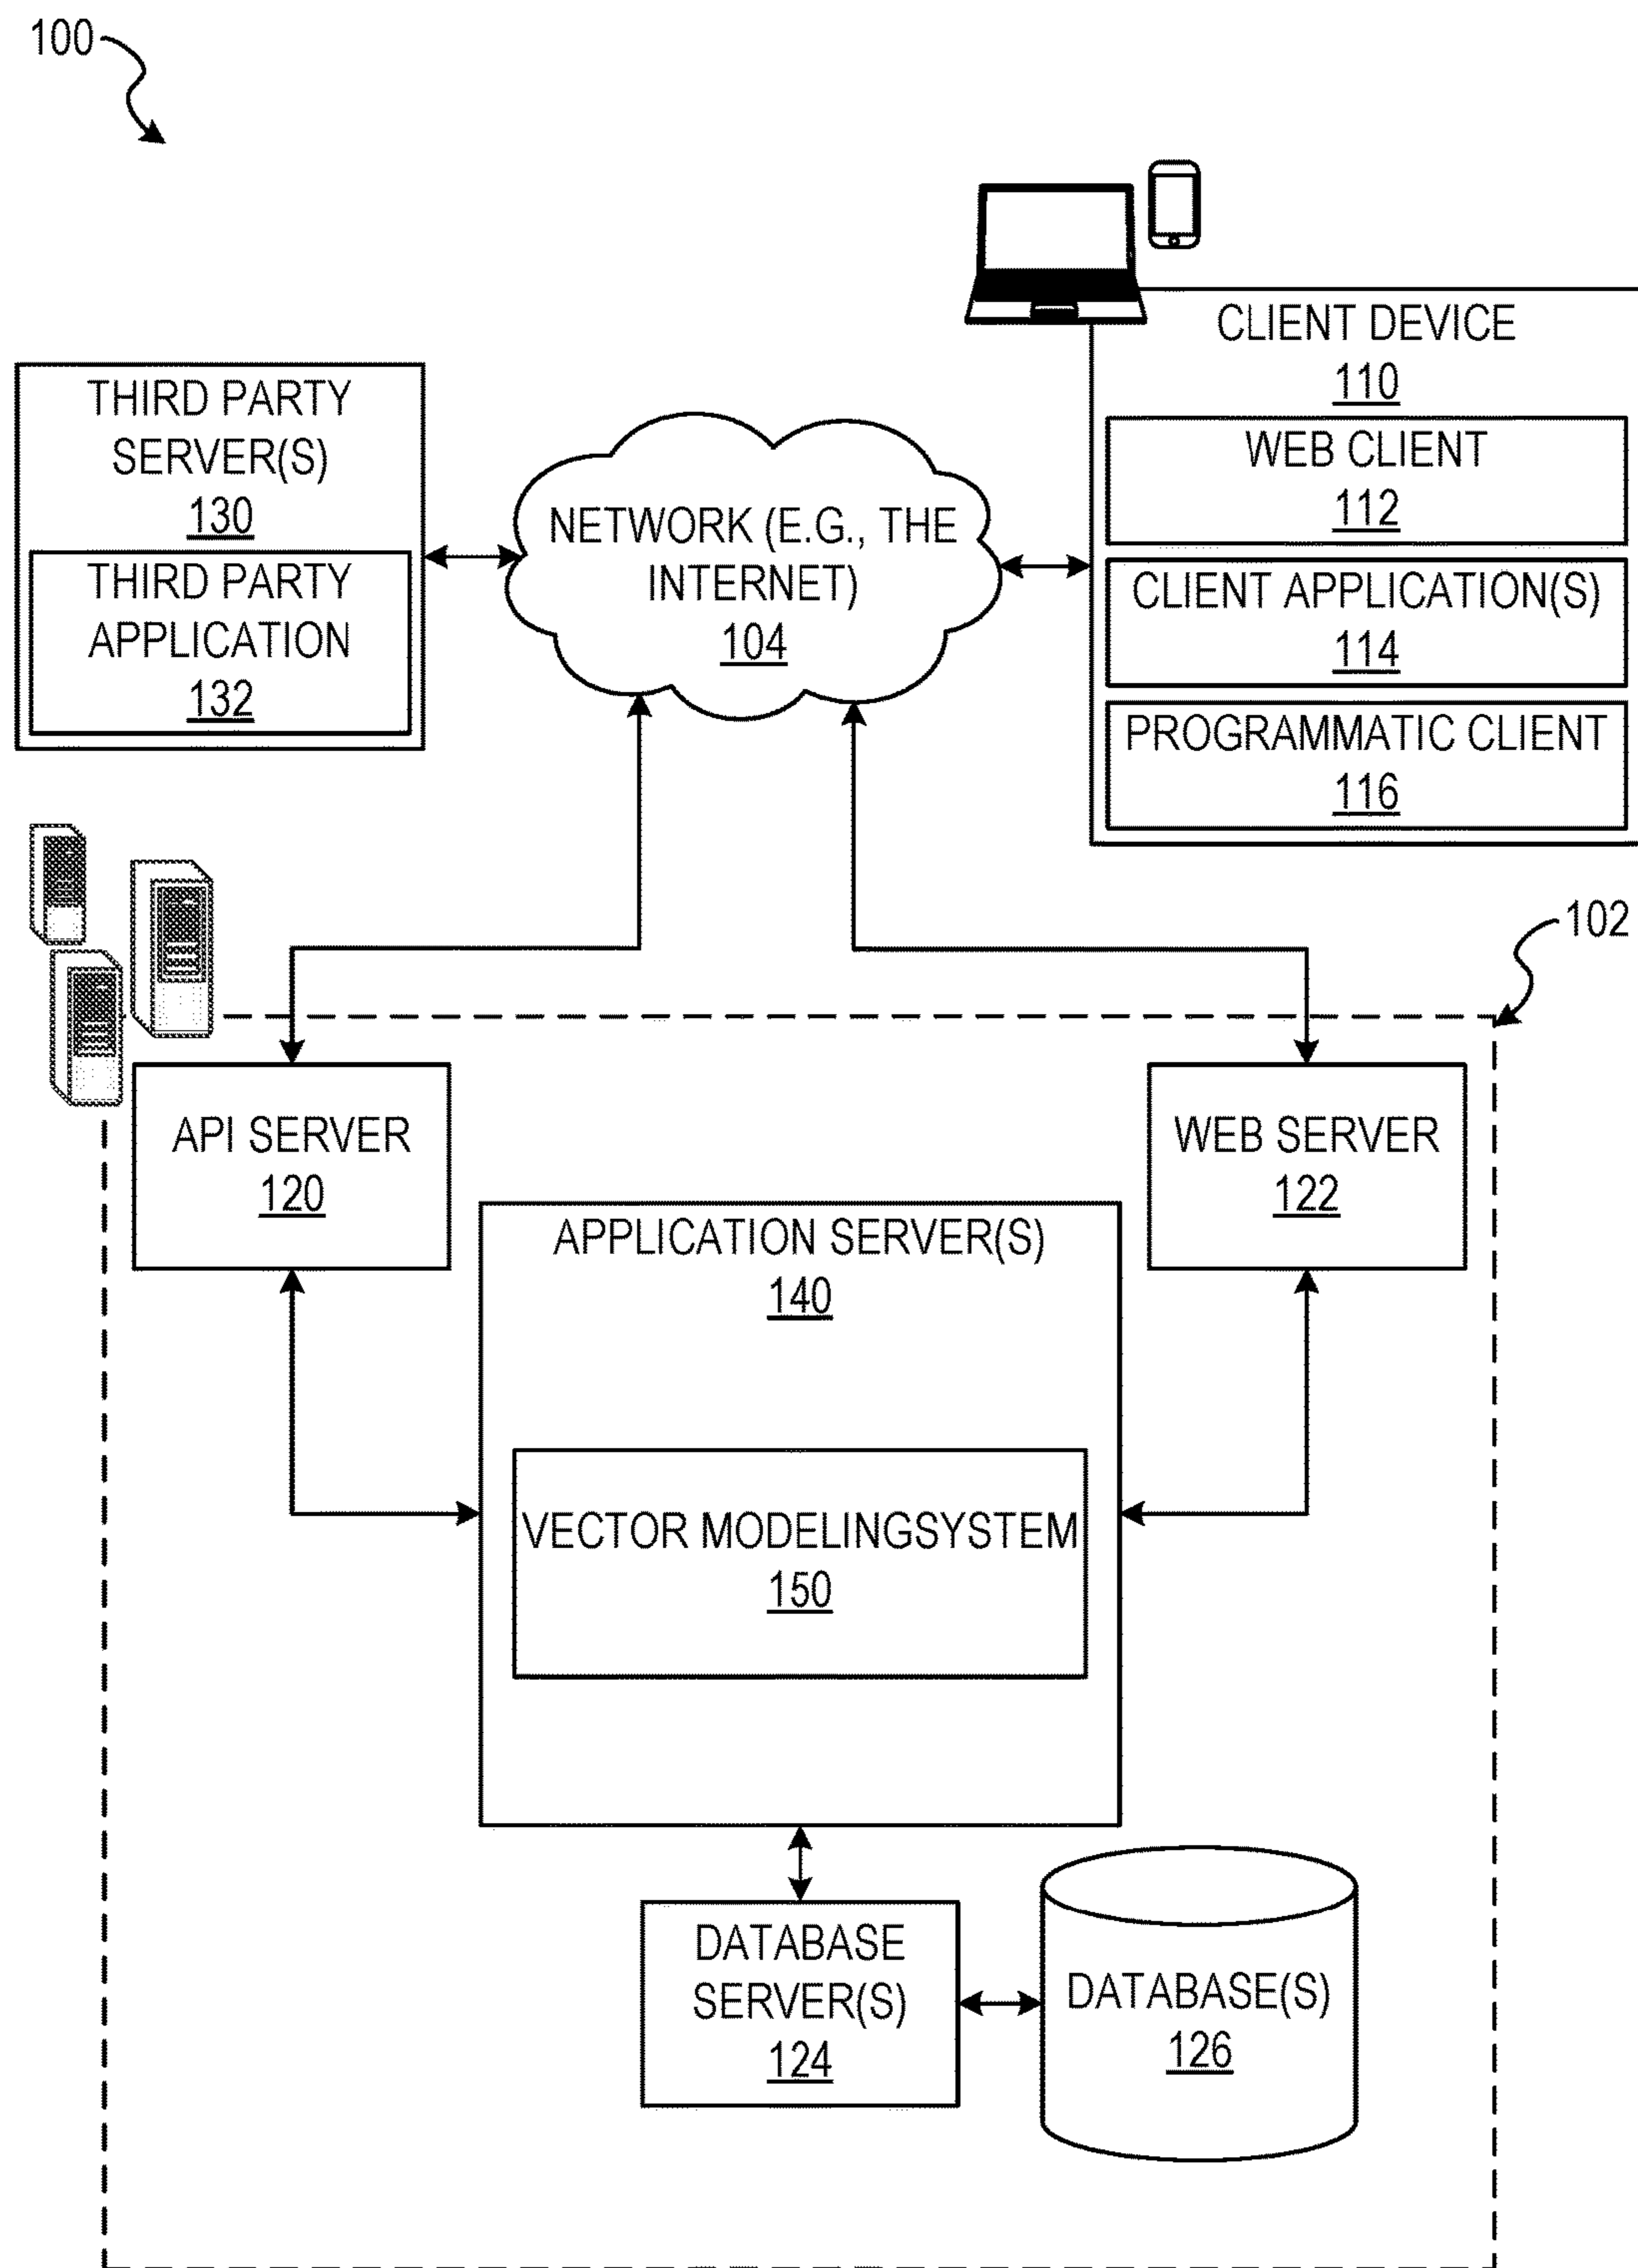 100
CLIENT DEVICE
110
WEB CLIENT
112
CLIENT APPLICATION(S)
114
PROGRAMMATIC CLIENT
116
THIRD PARTY
SERVER(S)
130
THIRD PARTY
APPLICATION
132
NETWORK (E.G., THE
INTERNET)
104
102
API SERVER
120
WEB SERVER
122
APPLICATION SERVER(S)
140
VECTOR MODELINGSYSTEM
150
DATABASE
SERVER(S)
124
DATABASE(S)
126